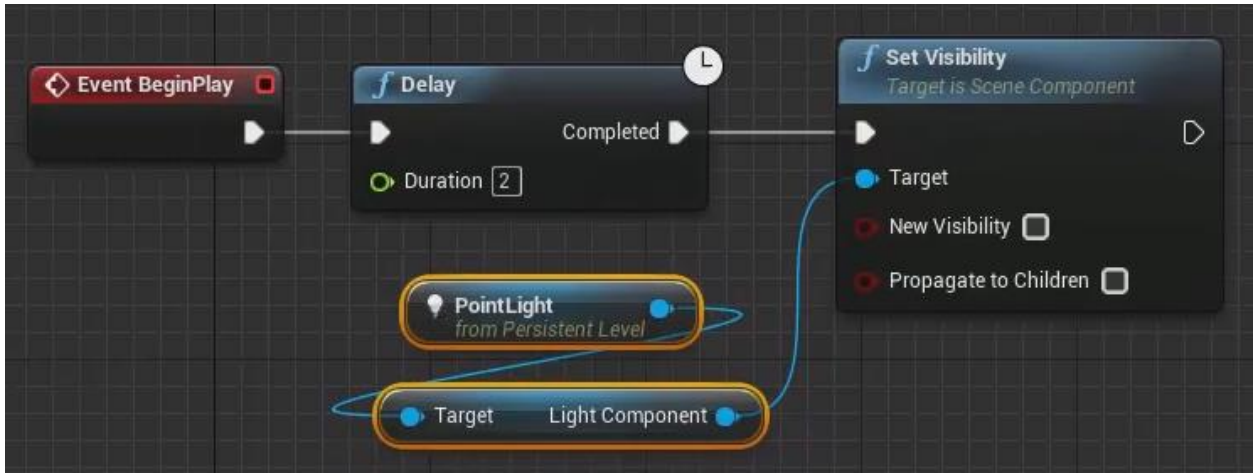 Event BeginPlay
Delay
Completed
Duration 2
Set Visibility
Target is Scene Component
Target
New Visibility
Propagate to Children
PointLight
from Persistent Level
Target Light Component